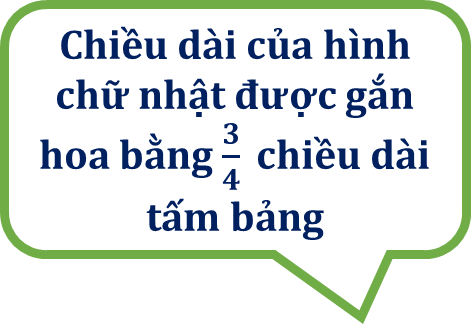 Chiều dài của hình
chữ nhật được gắn
hoa bằng 3/4 chiều dài
tấm bảng